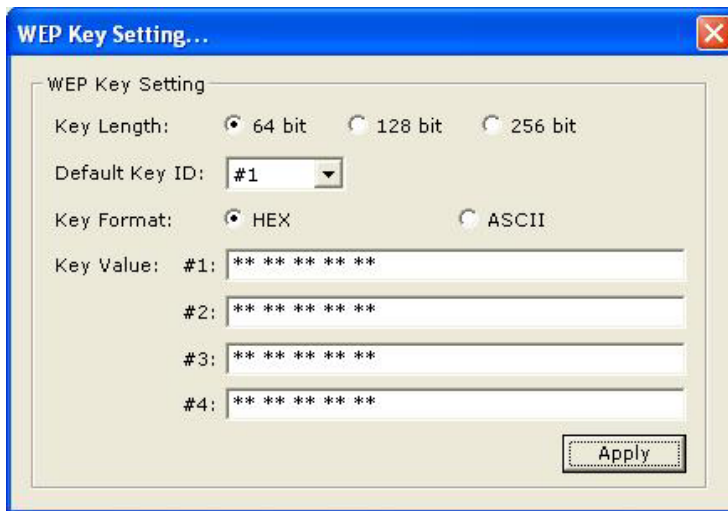 WEP Key Setting...
WEP Key Setting
Key Length: 64 bit 128 bit 256 bit
Default Key ID: #1
Key Format: HEX ASCII
Key Value: #1: ** ** ** ** **
#2: ** ** ** ** **
#3: ** ** ** ** **
#4: ** ** ** ** **
Apply